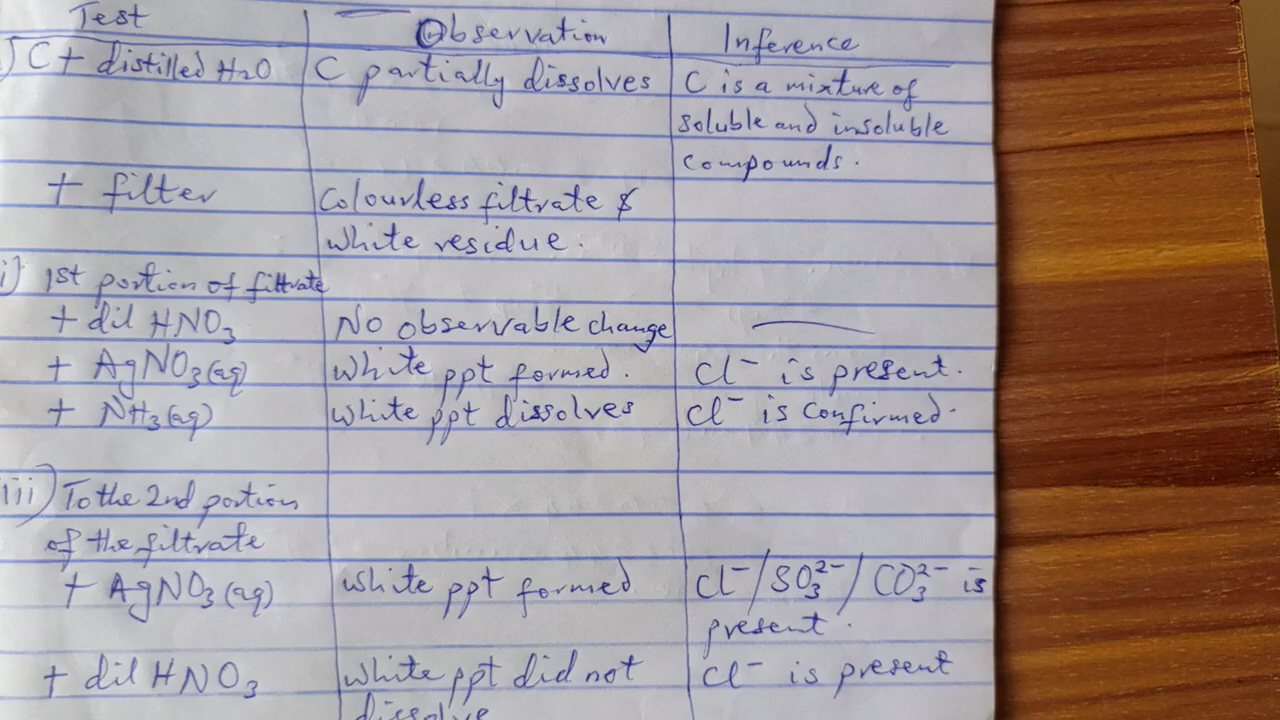 Test Observation Inference
) C + distilled H2O C partially dissolves C is a mixture of
soluble and insoluble
compounds.
+ filter Colourless filtrate &
white residue.
i) 1st portion of filtrate
+ dil HNO3 No observable change —
+ AgNO3(aq) white ppt formed. Cl⁻ is present.
+ NH3(aq) white ppt dissolves Cl⁻ is confirmed.
iii) To the 2nd portion
of the filtrate
+ AgNO3(aq) white ppt formed Cl⁻/SO3²⁻/CO3²⁻ is
present.
+ dil HNO3 white ppt did not Cl⁻ is present
dissolve